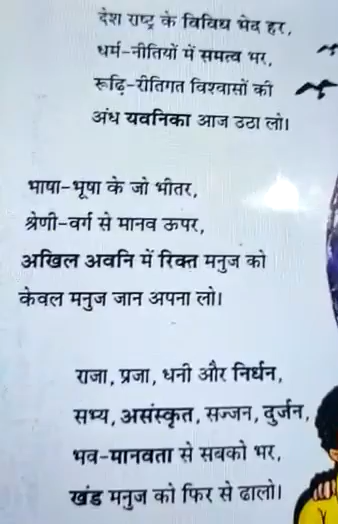 देश राष्ट्र के विविध भेद हर,
धर्म-नीतियों में समत्व भर,
रूढ़ि-रीतिगत विश्वासों की
अंध यवनिका आज उठा लो।
भाषा-भूषा के जो भीतर,
श्रेणी-वर्ग से मानव ऊपर,
अखिल अवनि में रिक्त मनुज को
केवल मनुज जान अपना लो।
राजा, प्रजा, धनी और निर्धन,
सभ्य, असंस्कृत, सज्जन, दुर्जन,
भव-मानवता से सबको भर,
खंड मनुज को फिर से ढालो।